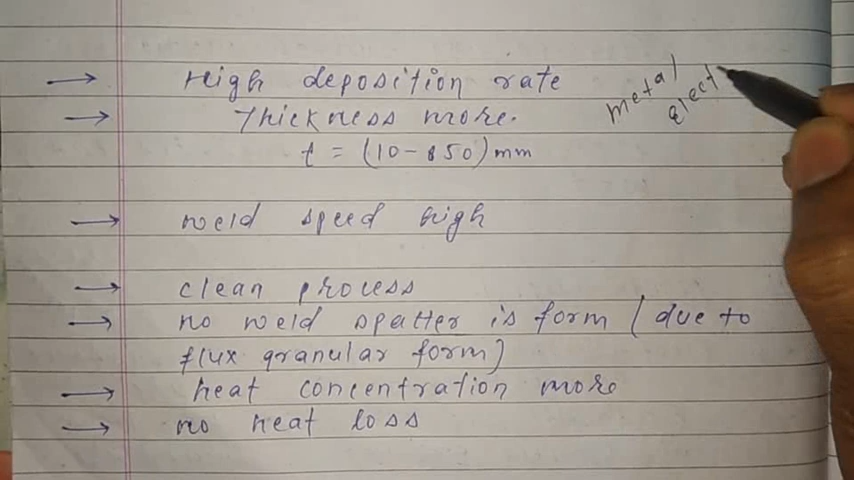 → High deposition rate
→ Thickness more.
t = (10-150) mm
→ weld speed high
→ clean process
→ no weld spatter is form (due to
flux granular form)
→ heat concentration more
→ no heat loss
metal
elect